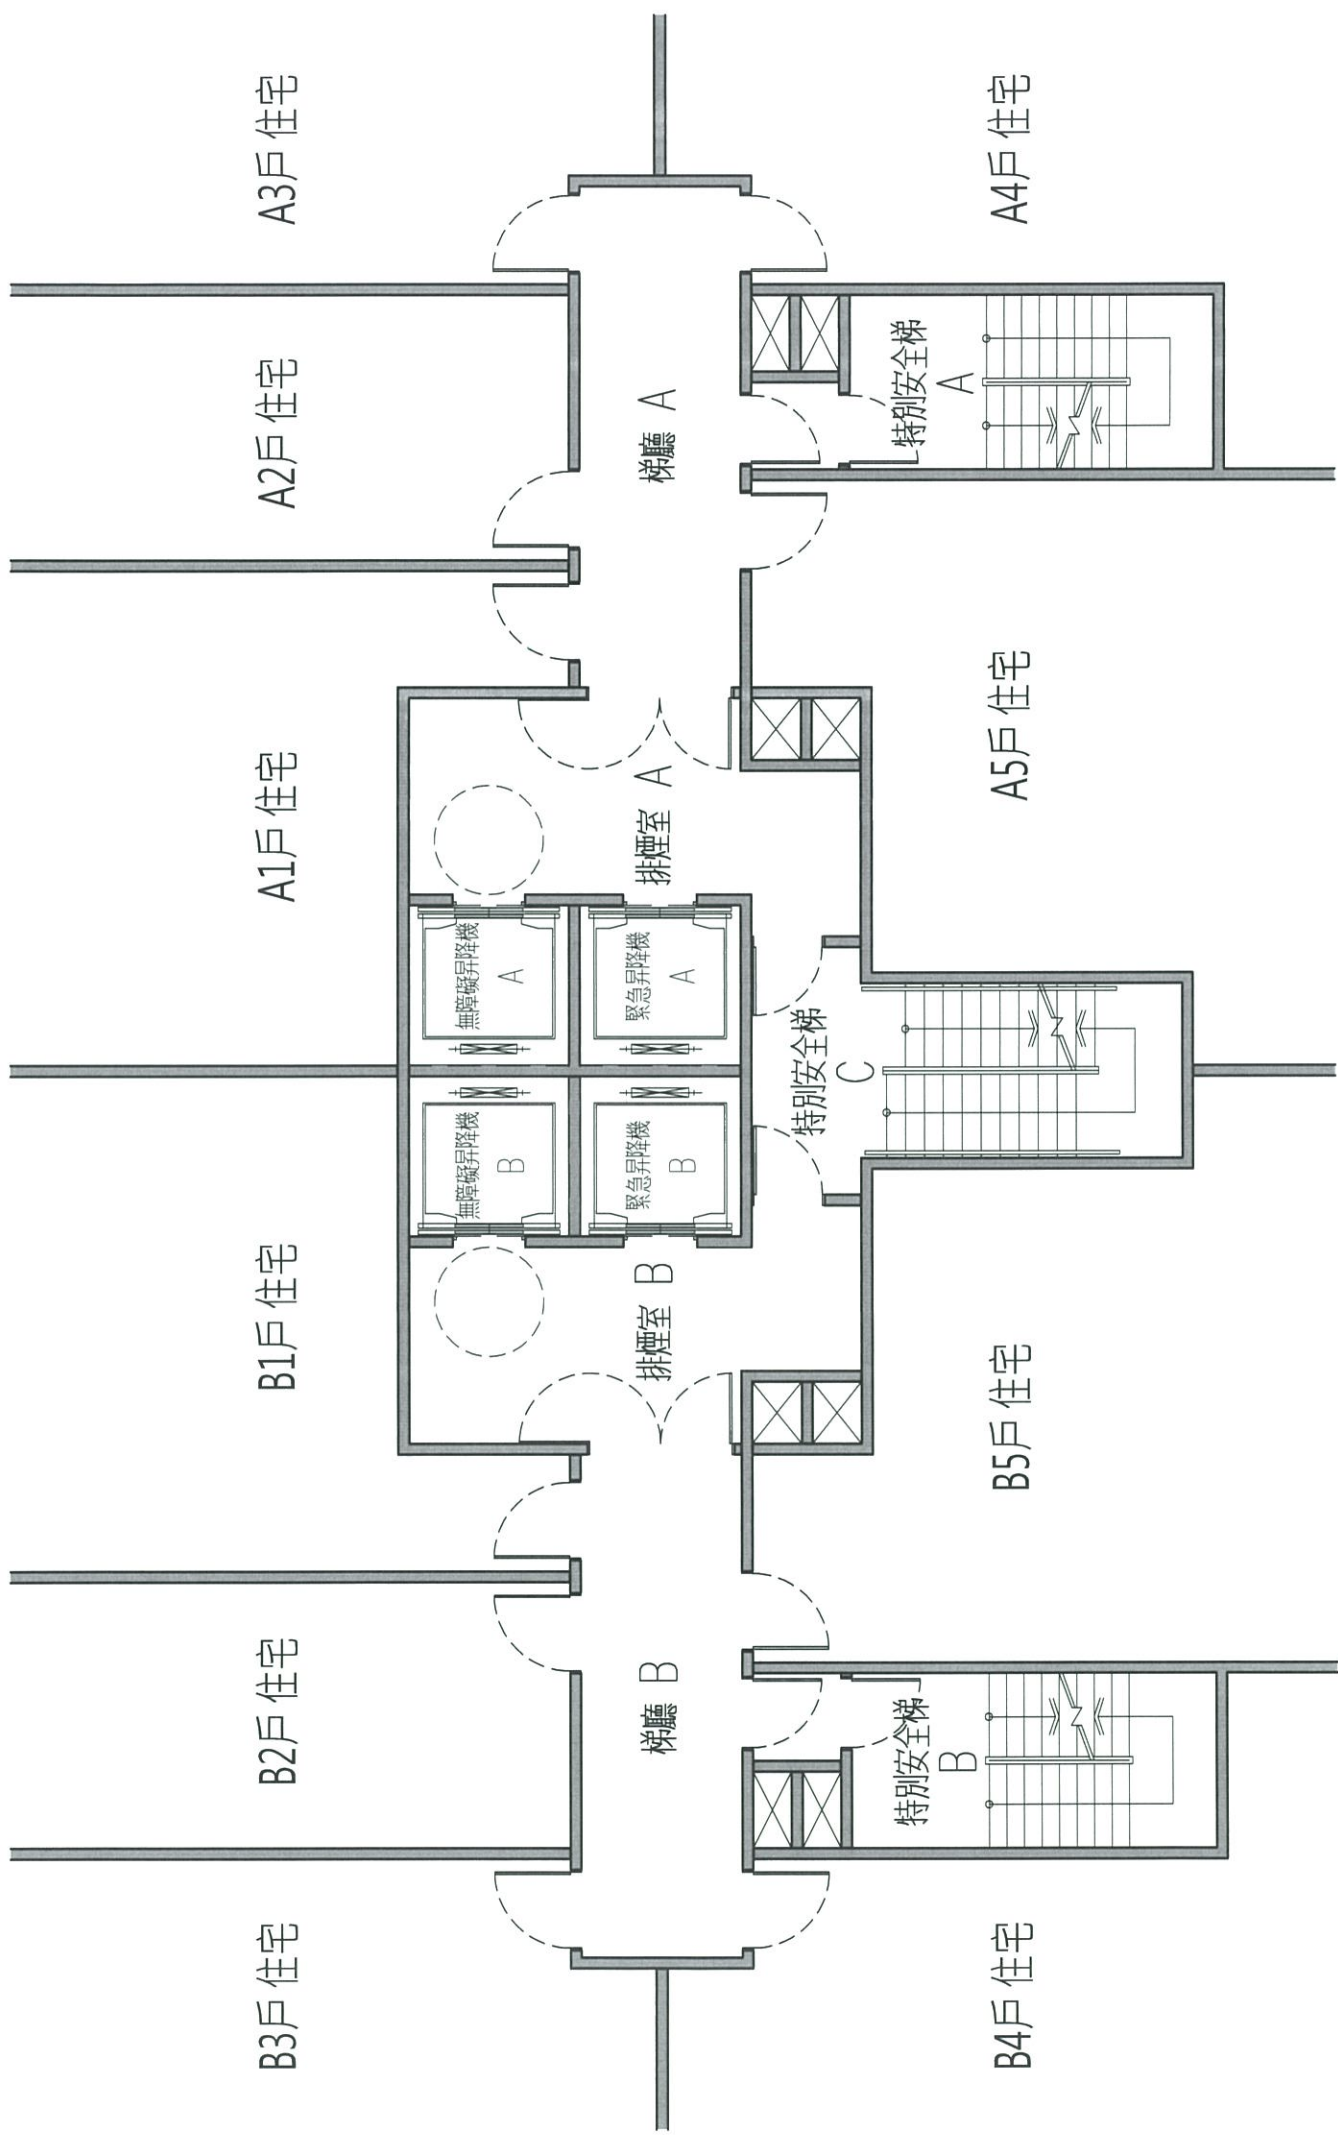 B3戶 住宅
B2戶 住宅
B1戶 住宅
A1戶 住宅
A2戶 住宅
A3戶 住宅
無障礙昇降機
B
無障礙昇降機
A
緊急昇降機
B
緊急昇降機
A
梯廳 B
排煙室 B
排煙室 A
梯廳 A
特別安全梯
C
特別安全梯
B
特別安全梯
A
B4戶 住宅
B5戶 住宅
A5戶 住宅
A4戶 住宅